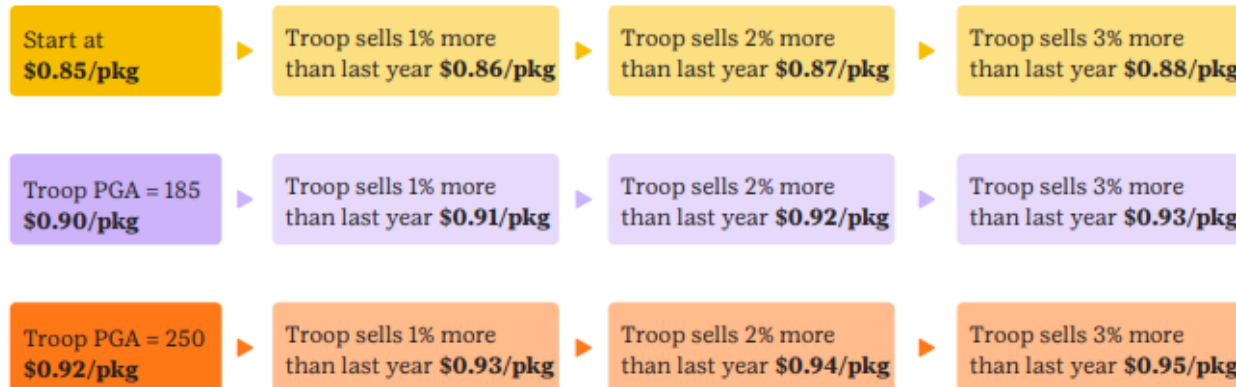 Start at
$0.85/pkg
Troop sells 1% more
than last year $0.86/pkg
Troop sells 2% more
than last year $0.87/pkg
Troop sells 3% more
than last year $0.88/pkg
Troop PGA = 185
$0.90/pkg
Troop sells 1% more
than last year $0.91/pkg
Troop sells 2% more
than last year $0.92/pkg
Troop sells 3% more
than last year $0.93/pkg
Troop PGA = 250
$0.92/pkg
Troop sells 1% more
than last year $0.93/pkg
Troop sells 2% more
than last year $0.94/pkg
Troop sells 3% more
than last year $0.95/pkg